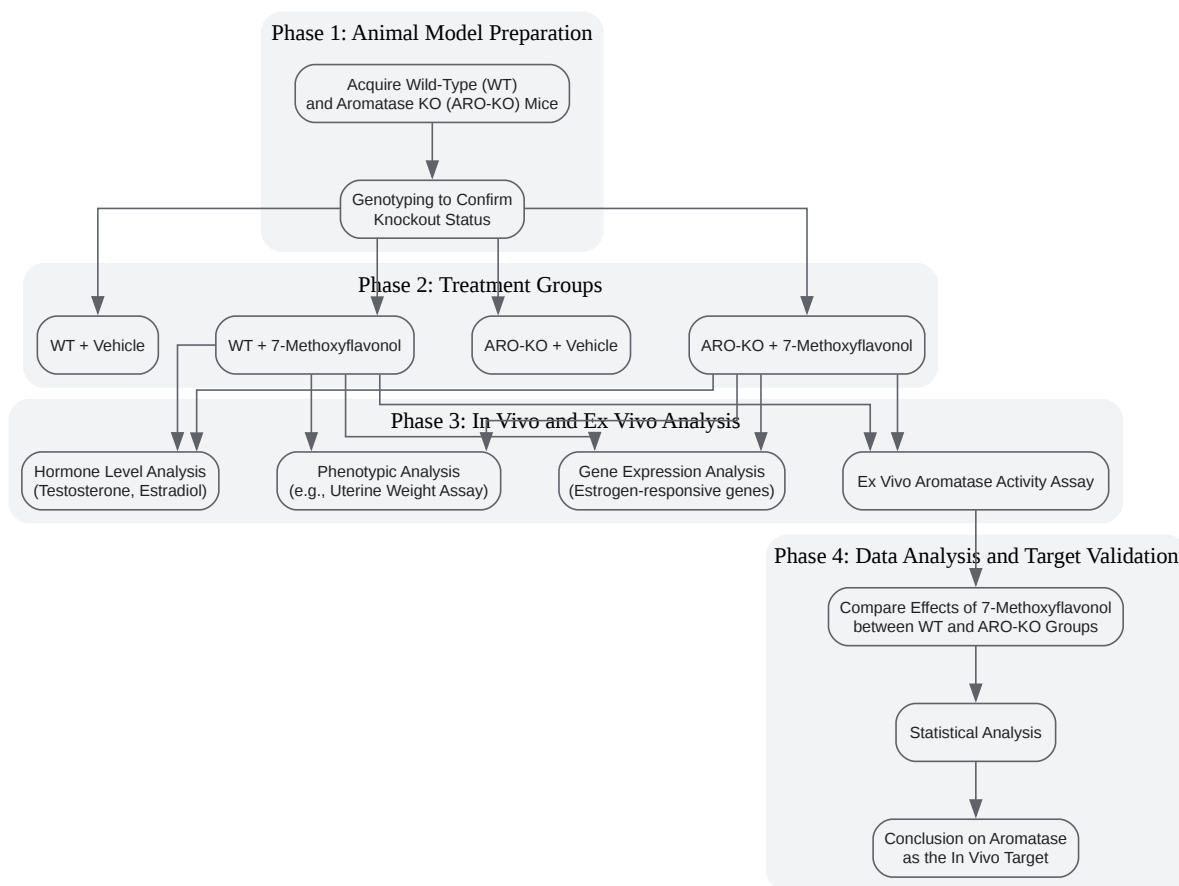 Phase 1: Animal Model Preparation
Acquire Wild-Type (WT)
and Aromatase KO (ARO-KO) Mice
Genotyping to Confirm
Knockout Status
Phase 2: Treatment Groups
WT + Vehicle
WT + 7-Methoxyflavonol
ARO-KO + Vehicle
ARO-KO + 7-Methoxyflavonol
Phase 3: In Vivo and Ex Vivo Analysis
Hormone Level Analysis
(Testosterone, Estradiol)
Phenotypic Analysis
(e.g., Uterine Weight Assay)
Gene Expression Analysis
(Estrogen-responsive genes)
Ex Vivo Aromatase Activity Assay
Phase 4: Data Analysis and Target Validation
Compare Effects of 7-Methoxyflavonol
between WT and ARO-KO Groups
Statistical Analysis
Conclusion on Aromatase
as the In Vivo Target